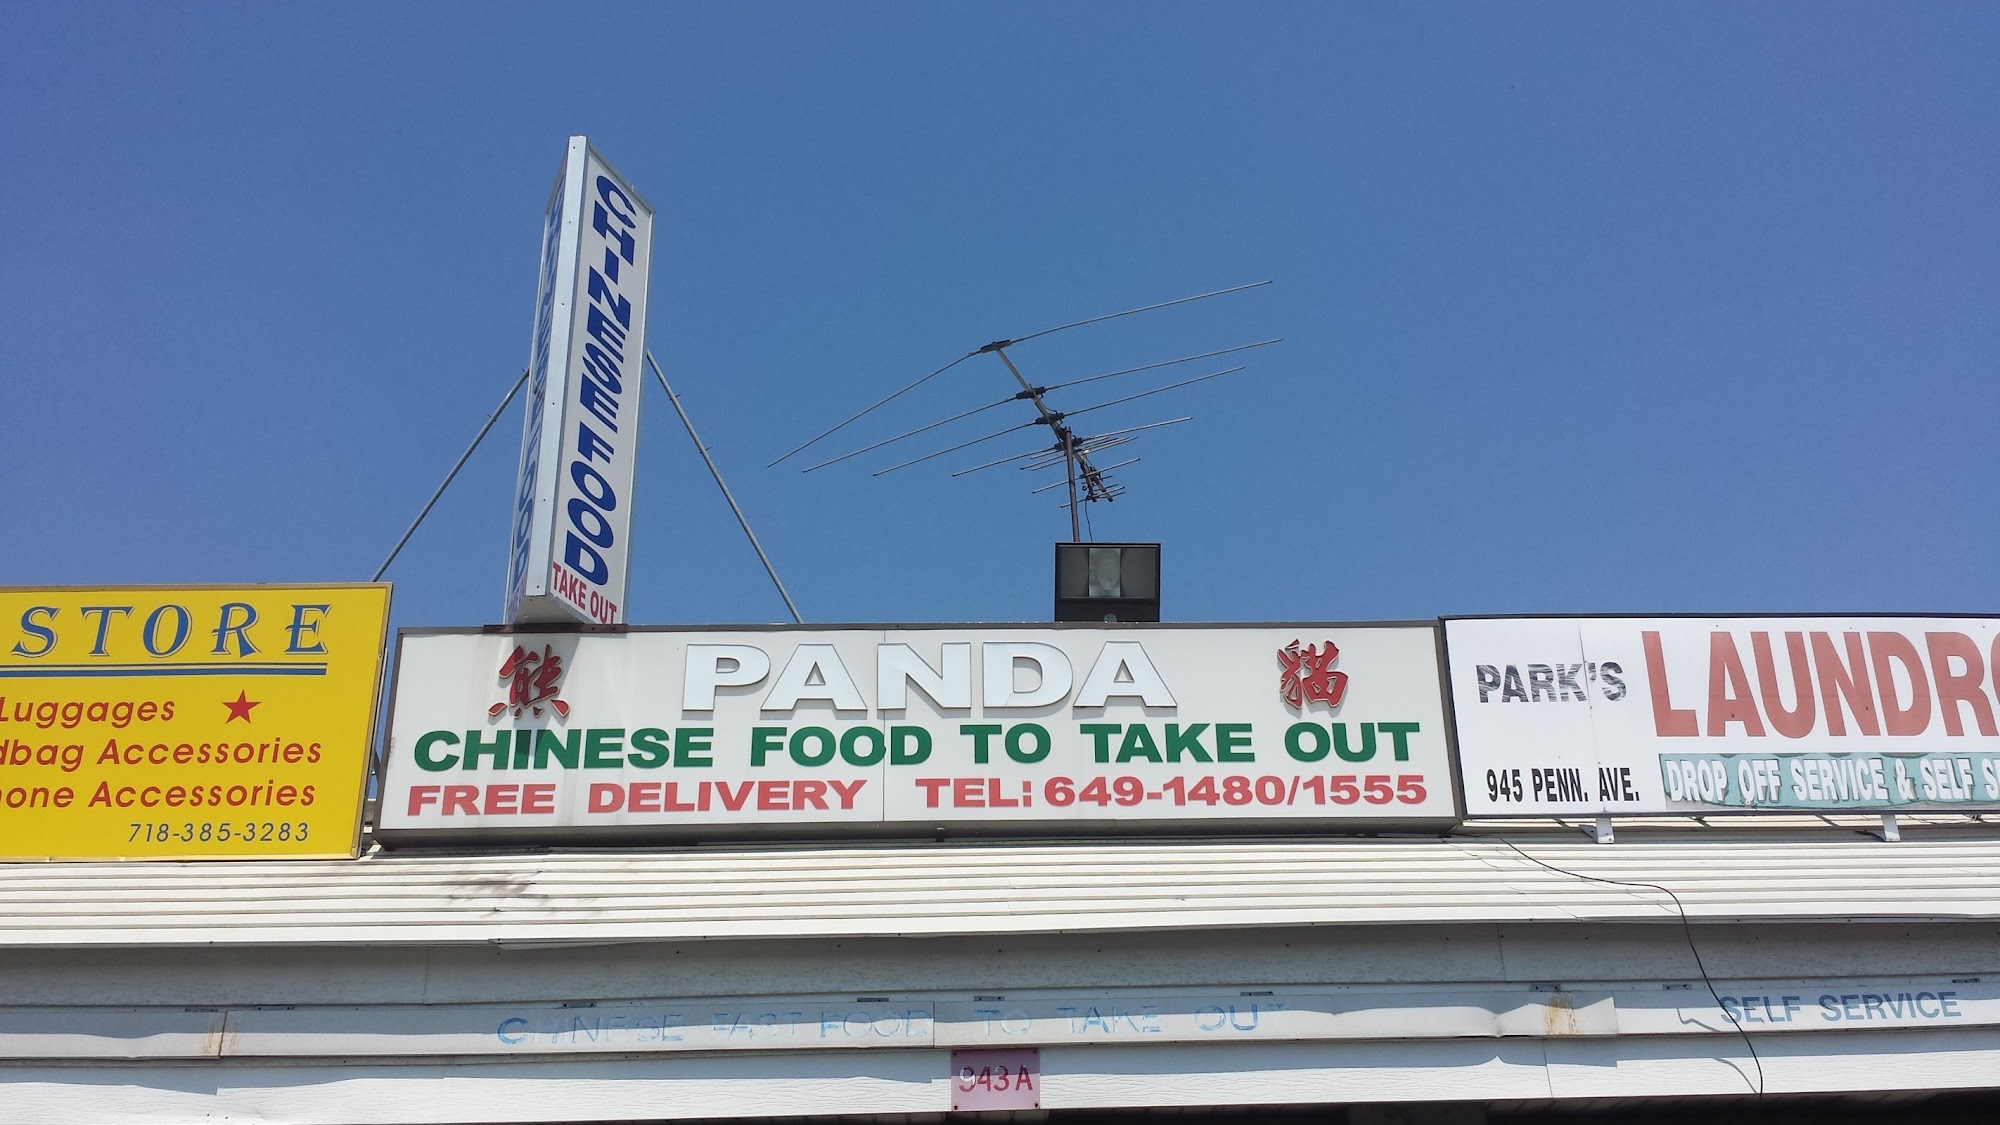 CHINESE FOOD
TAKE OUT
STORE
Luggages
dbag Accessories
one Accessories
718-385-3283
熊 PANDA 貓
CHINESE FOOD TO TAKE OUT
FREE DELIVERY TEL: 649-1480/1555
PARK'S
LAUNDRO
945 PENN. AVE.
DROP OFF SERVICE & SELF S
CHINESE FAST FOOD TO TAKE OUT
SELF SERVICE
943A